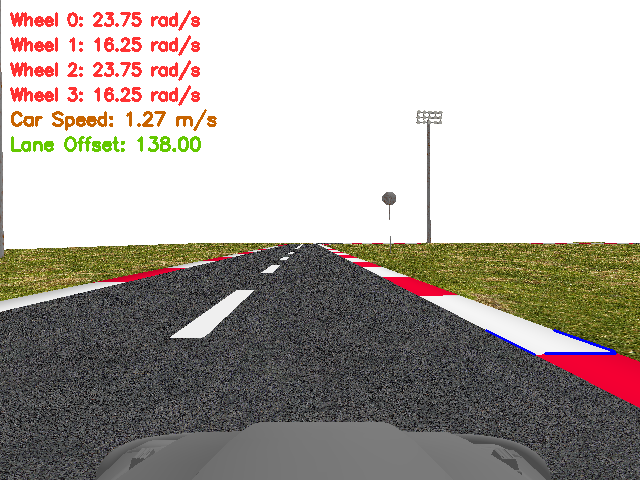 Wheel 0: 23.75 rad/s
Wheel 1: 16.25 rad/s
Wheel 2: 23.75 rad/s
Wheel 3: 16.25 rad/s
Car Speed: 1.27 m/s
Lane Offset: 138.00